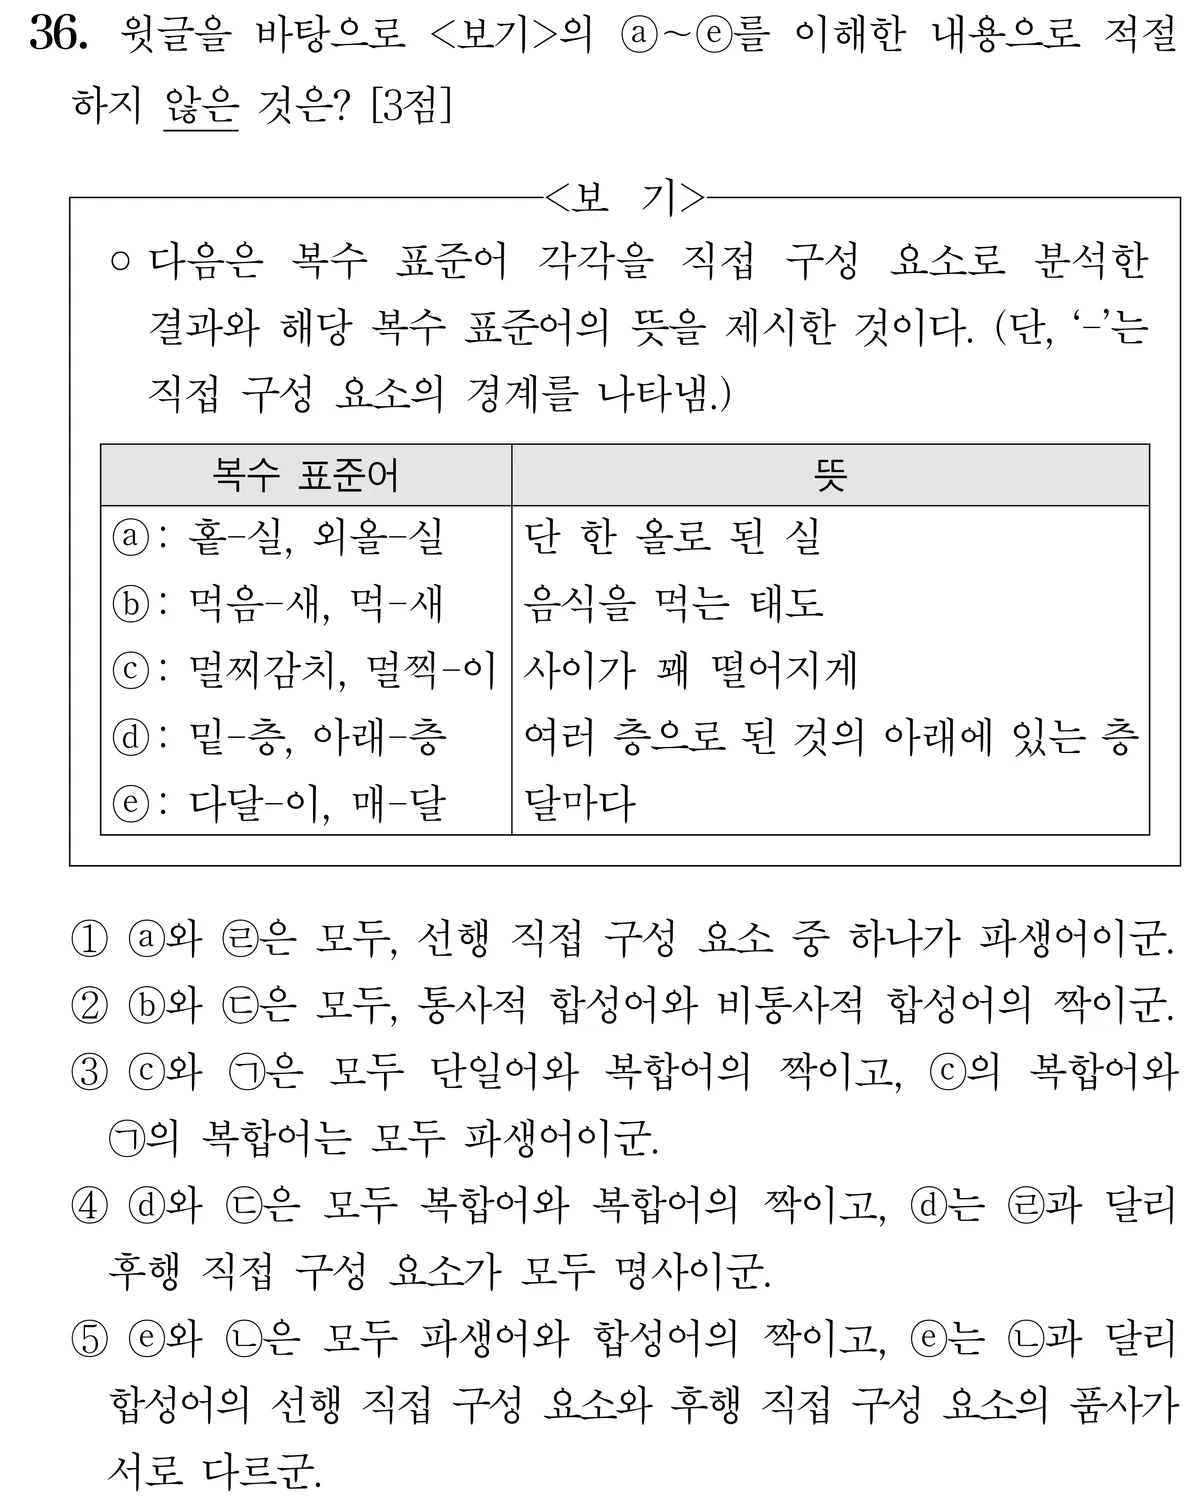 36. 윗글을 바탕으로 <보기>의 ⓐ~ⓔ를 이해한 내용으로 적절
하지 않은 것은? [3점]
<보 기>
○ 다음은 복수 표준어 각각을 직접 구성 요소로 분석한
결과와 해당 복수 표준어의 뜻을 제시한 것이다. (단, ‘-’는
직접 구성 요소의 경계를 나타냄.)
복수 표준어 뜻
ⓐ: 홑-실, 외올-실 단 한 올로 된 실
ⓑ: 먹음-새, 먹-새 음식을 먹는 태도
ⓒ: 멀찌감치, 멀찍-이 사이가 꽤 떨어지게
ⓓ: 밑-층, 아래-층 여러 층으로 된 것의 아래에 있는 층
ⓔ: 다달-이, 매-달 달마다
① ⓐ와 ㉣은 모두, 선행 직접 구성 요소 중 하나가 파생어이군.
② ⓑ와 ㉢은 모두, 통사적 합성어와 비통사적 합성어의 짝이군.
③ ⓒ와 ㉠은 모두 단일어와 복합어의 짝이고, ⓒ의 복합어와
㉠의 복합어는 모두 파생어이군.
④ ⓓ와 ㉢은 모두 복합어와 복합어의 짝이고, ⓓ는 ㉣과 달리
후행 직접 구성 요소가 모두 명사이군.
⑤ ⓔ와 ㉡은 모두 파생어와 합성어의 짝이고, ⓔ는 ㉡과 달리
합성어의 선행 직접 구성 요소와 후행 직접 구성 요소의 품사가
서로 다르군.